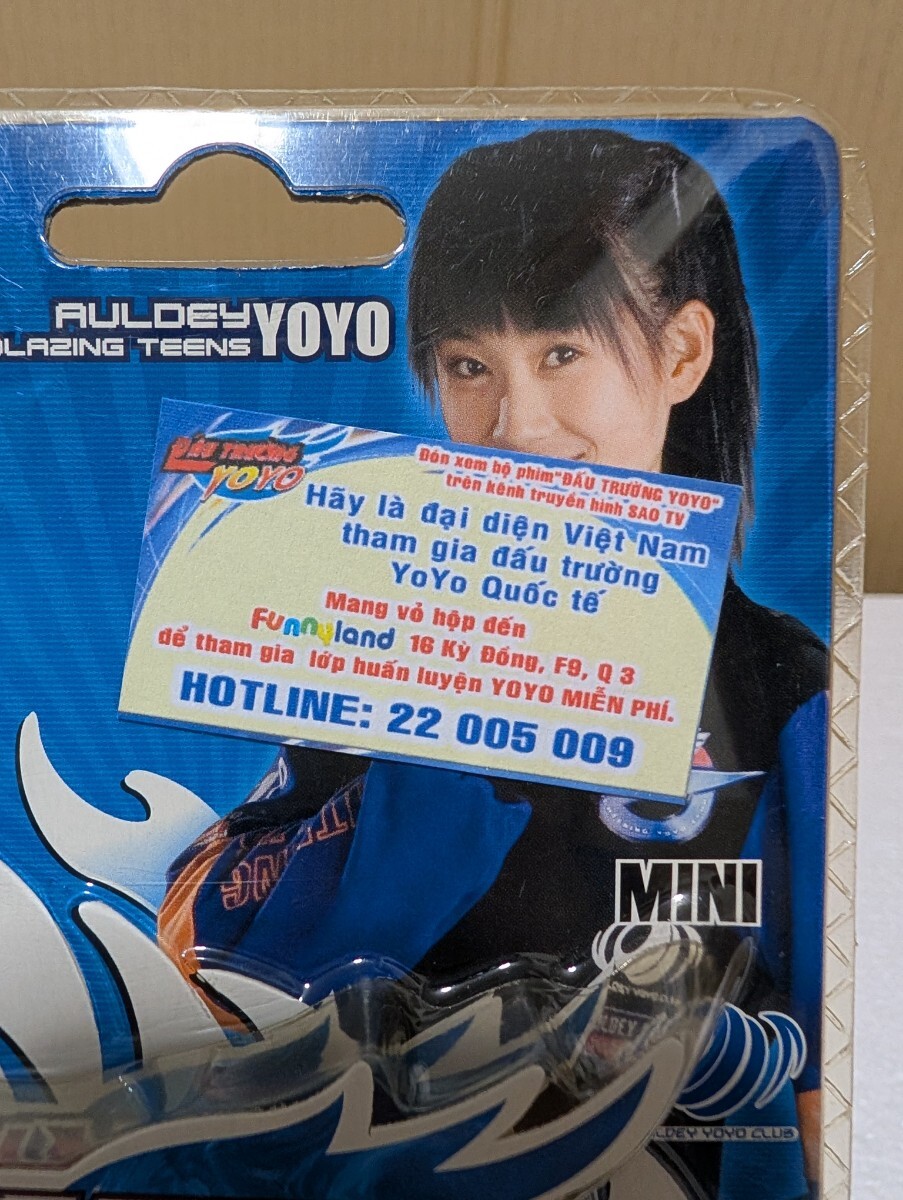 AULDEY
BLAZING TEENS
YOYO
ĐẤU TRƯỜNG
YOYO
Đón xem bộ phim"ĐẤU TRƯỜNG YOYO"
trên kênh truyền hình SAO TV
Hãy là đại diện Việt Nam
tham gia đấu trường
YoYo Quốc tế
Mang vỏ hộp đến
Funnyland 16 Kỳ Đồng, F9, Q 3
để tham gia lớp huấn luyện YOYO MIỄN PHÍ.
HOTLINE: 22 005 009
MINI
LDEY YOYO CLUB